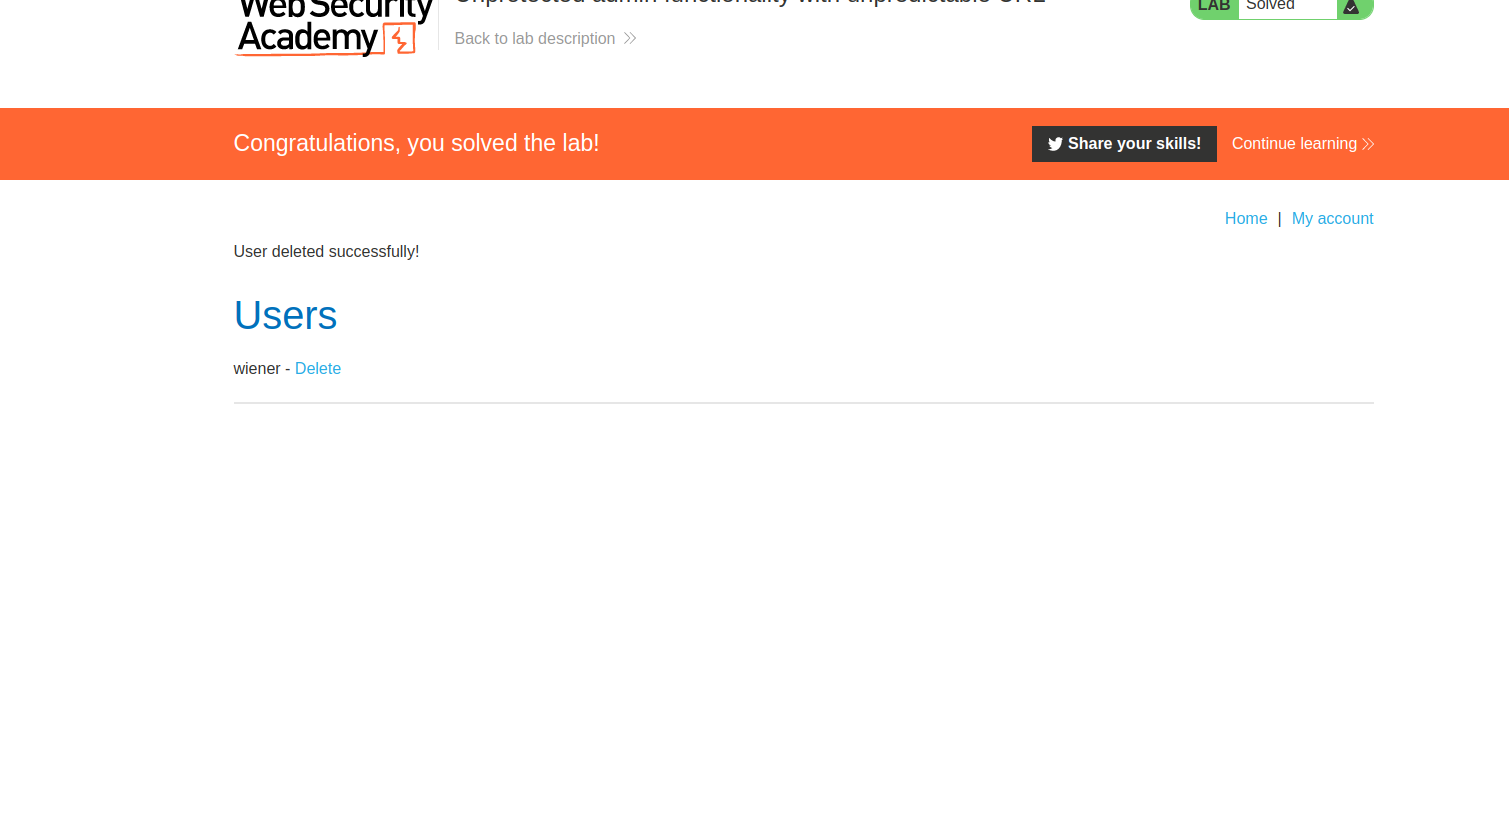 Web Security
Academy
Unprotected admin functionality with unpredictable URL
LAB Solved
Back to lab description
Congratulations, you solved the lab!
Share your skills!
Continue learning
Home | My account
User deleted successfully!
Users
wiener - Delete